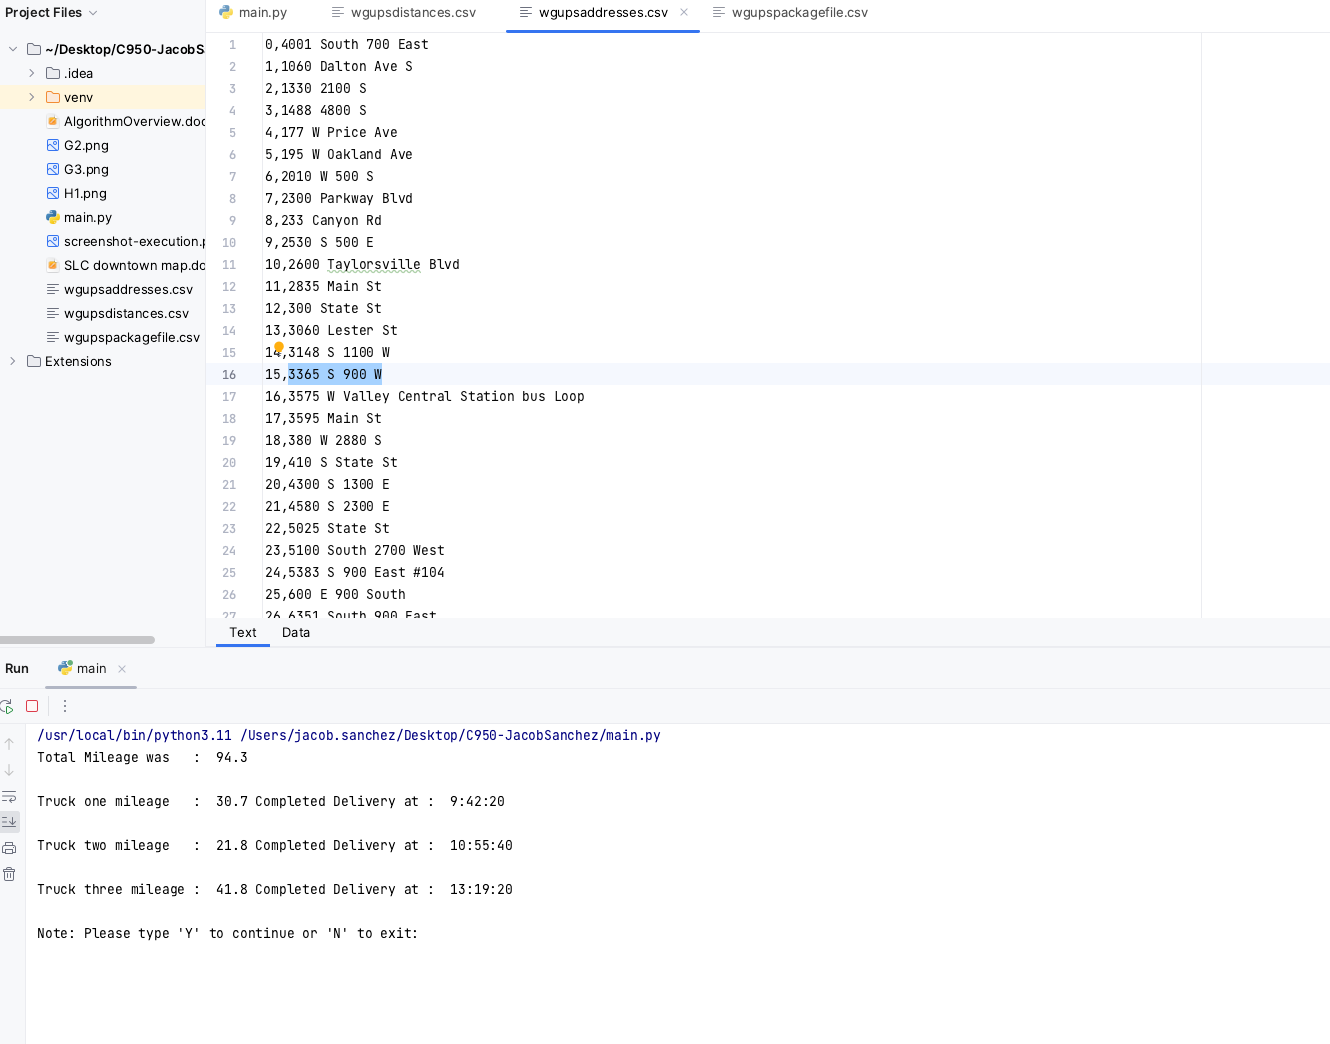 Project Files
main.py
wgupsdistances.csv
wgupsaddresses.csv
wgupspackagefile.csv
~/Desktop/C950-JacobS
.idea
venv
AlgorithmOverview.doc
G2.png
G3.png
H1.png
main.py
screenshot-execution.p
SLC downtown map.do
wgupsaddresses.csv
wgupsdistances.csv
wgupspackagefile.csv
Extensions
1 0,4001 South 700 East
2 1,1060 Dalton Ave S
3 2,1330 2100 S
4 3,1488 4800 S
5 4,177 W Price Ave
6 5,195 W Oakland Ave
7 6,2010 W 500 S
8 7,2300 Parkway Blvd
9 8,233 Canyon Rd
10 9,2530 S 500 E
11 10,2600 Taylorsville Blvd
12 11,2835 Main St
13 12,300 State St
14 13,3060 Lester St
15 14,3148 S 1100 W
16 15,3365 S 900 W
17 16,3575 W Valley Central Station bus Loop
18 17,3595 Main St
19 18,380 W 2880 S
20 19,410 S State St
21 20,4300 S 1300 E
22 21,4580 S 2300 E
23 22,5025 State St
24 23,5100 South 2700 West
25 24,5383 S 900 East #104
26 25,600 E 900 South
27 26,6351 South 900 East
Text Data
Run main
/usr/local/bin/python3.11 /Users/jacob.sanchez/Desktop/C950-JacobSanchez/main.py
Total Mileage was : 94.3
Truck one mileage : 30.7 Completed Delivery at : 9:42:20
Truck two mileage : 21.8 Completed Delivery at : 10:55:40
Truck three mileage : 41.8 Completed Delivery at : 13:19:20
Note: Please type 'Y' to continue or 'N' to exit: